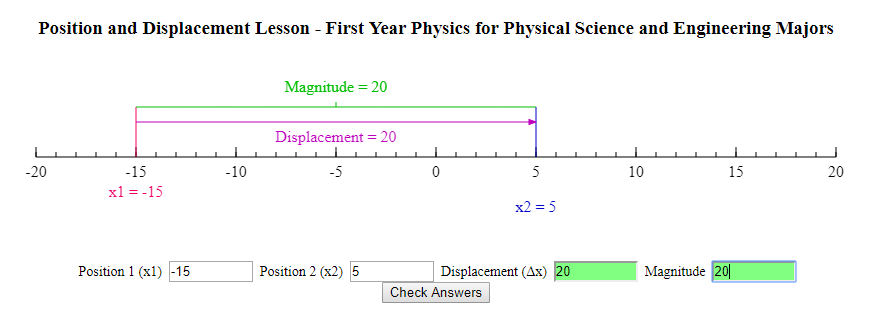 Position and Displacement Lesson - First Year Physics for Physical Science and Engineering Majors
Magnitude = 20
Displacement = 20
-20 -15 -10 -5 0 5 10 15 20
x1 = -15
x2 = 5
Position 1 (x1) -15 Position 2 (x2) 5 Displacement (Δx) 20 Magnitude 20
Check Answers